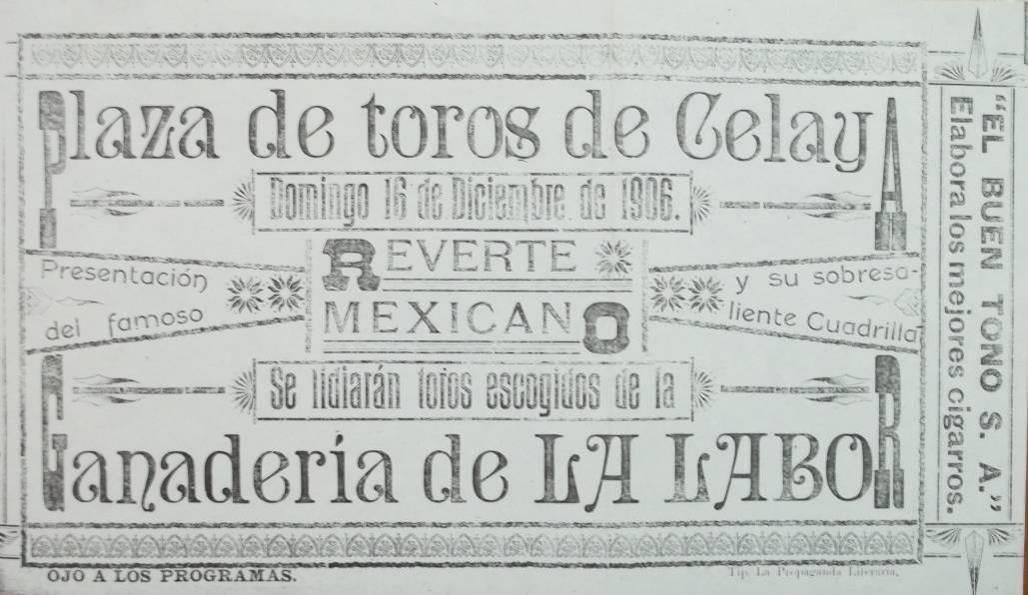 Plaza de toros de CelayA
Domingo 16 de Diciembre de 1906.
Presentación
del famoso
REVERTE
MEXICANO
y su sobresa-
liente Cuadrilla
Se lidiarán toros escogidos de la
Ganadería de LA LABOR
OJO A LOS PROGRAMAS.
Tip. La Propaganda Literaria.
"EL BUEN TONO S. A."
Elabora los mejores cigarros.